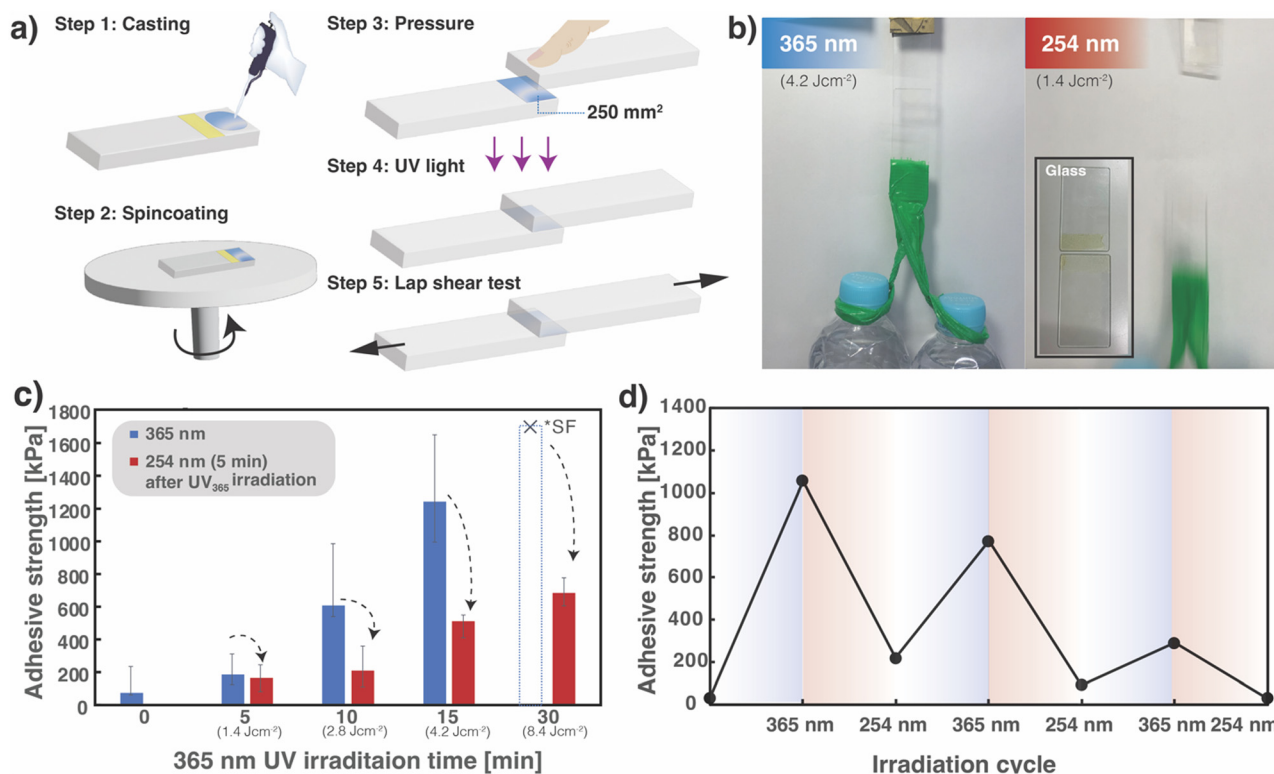 a)
Step 1: Casting
Step 2: Spincoating
Step 3: Pressure
250 mm²
Step 4: UV light
Step 5: Lap shear test
b)
365 nm
(4.2 Jcm⁻²)
254 nm
(1.4 Jcm⁻²)
Glass
c)
Adhesive strength [kPa]
1800
1600
1400
1200
1000
800
600
400
200
0
365 nm
254 nm (5 min)
after UV₃₆₅ irradiation
*SF
0 5 10 15 30
(1.4 Jcm⁻²) (2.8 Jcm⁻²) (4.2 Jcm⁻²) (8.4 Jcm⁻²)
365 nm UV irraditaion time [min]
d)
Adhesive strength [kPa]
1400
1200
1000
800
600
400
200
0
365 nm 254 nm 365 nm 254 nm 365 nm 254 nm
Irradiation cycle